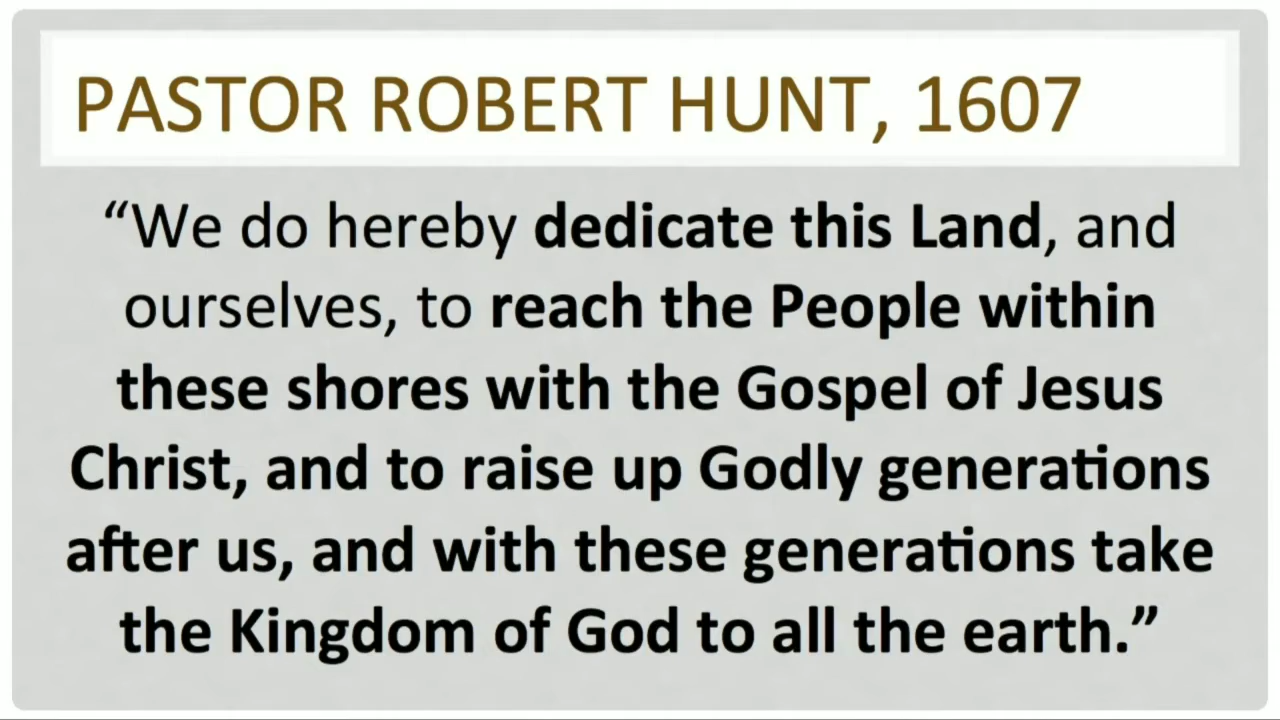 PASTOR ROBERT HUNT, 1607
“We do hereby dedicate this Land, and
ourselves, to reach the People within
these shores with the Gospel of Jesus
Christ, and to raise up Godly generations
after us, and with these generations take
the Kingdom of God to all the earth.”